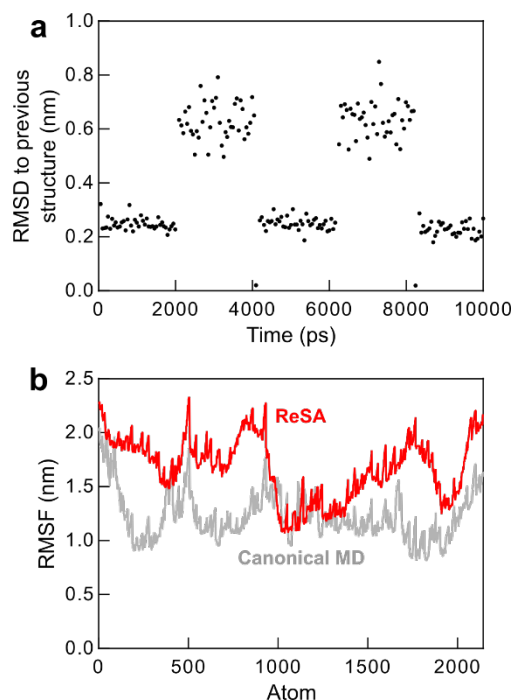 a
RMSD to previous
structure (nm)
1.0
0.8
0.6
0.4
0.2
0.0
0
2000
4000
6000
8000
10000
Time (ps)
b
RMSF (nm)
2.5
2.0
1.5
1.0
0.5
0.0
ReSA
Canonical MD
0
500
1000
1500
2000
Atom